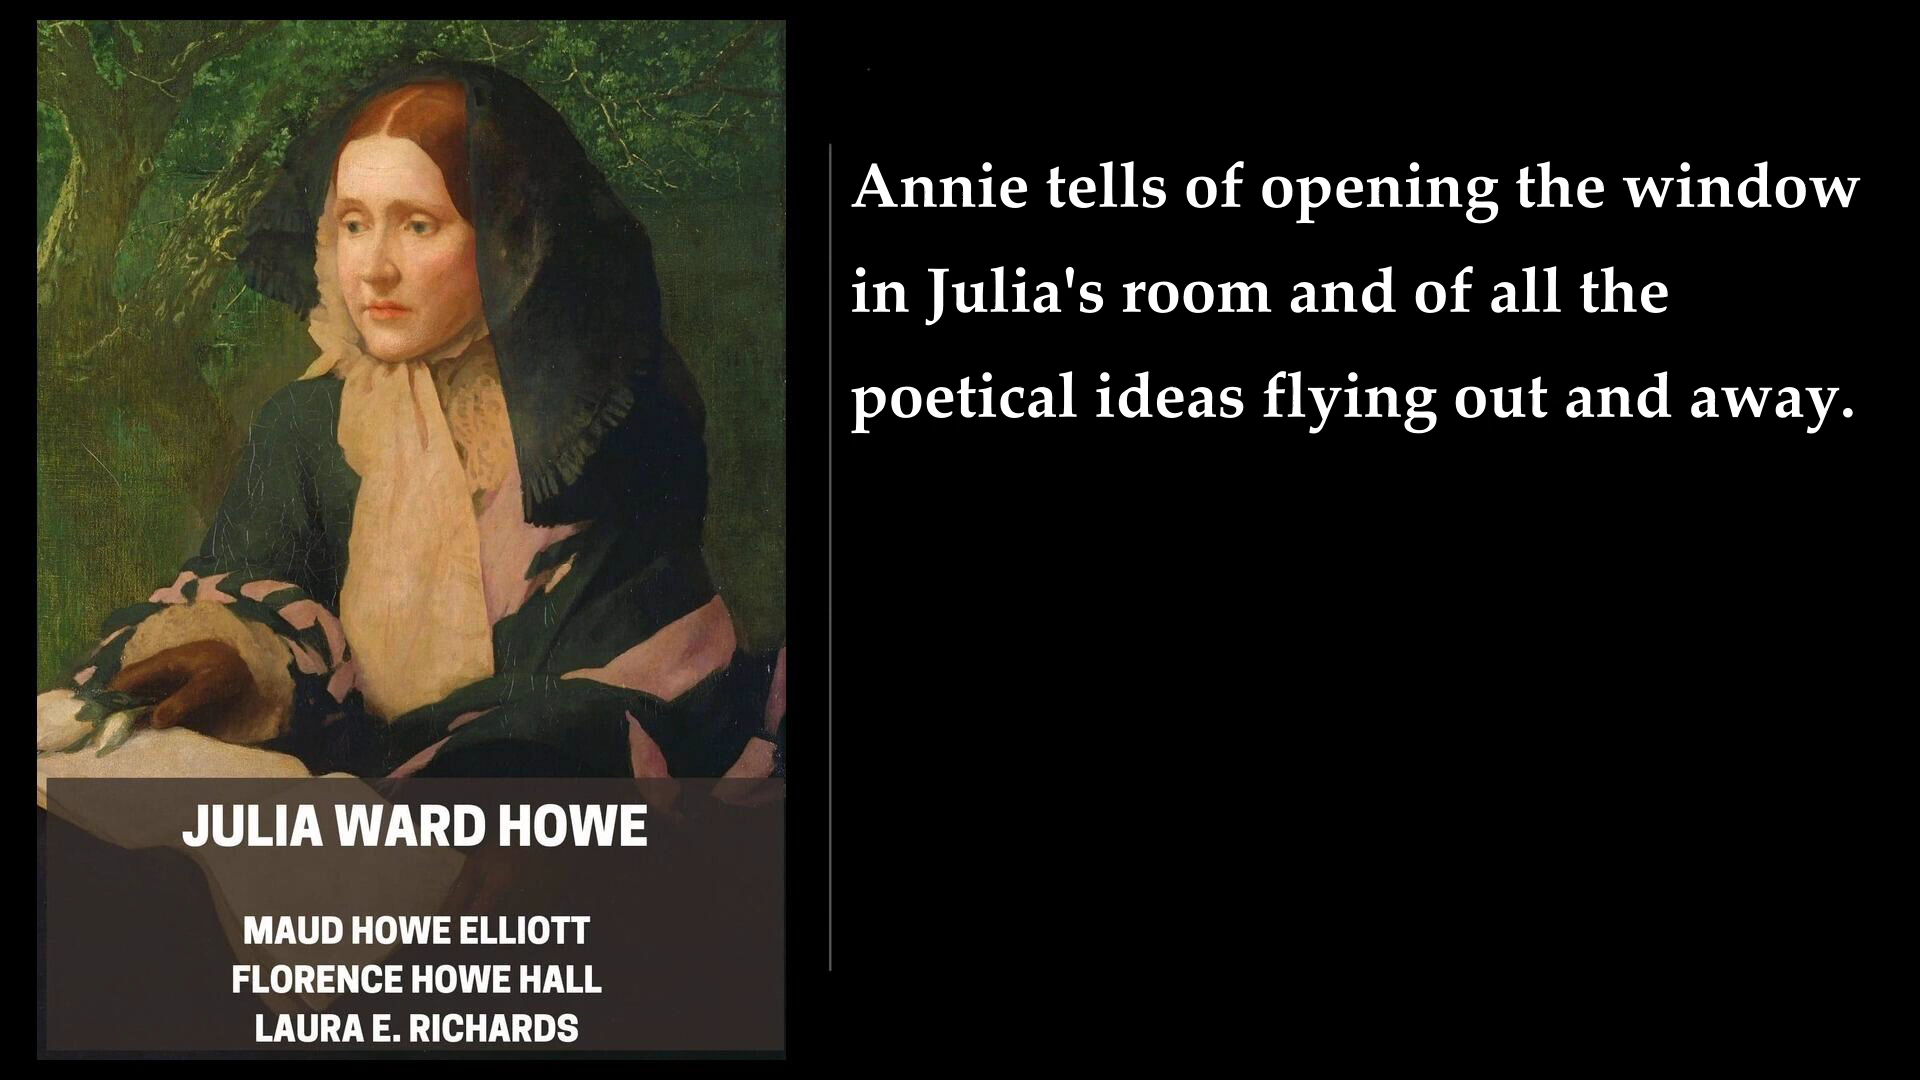 JULIA WARD HOWE
MAUD HOWE ELLIOTT
FLORENCE HOWE HALL
LAURA E. RICHARDS
Annie tells of opening the window
in Julia's room and of all the
poetical ideas flying out and away.